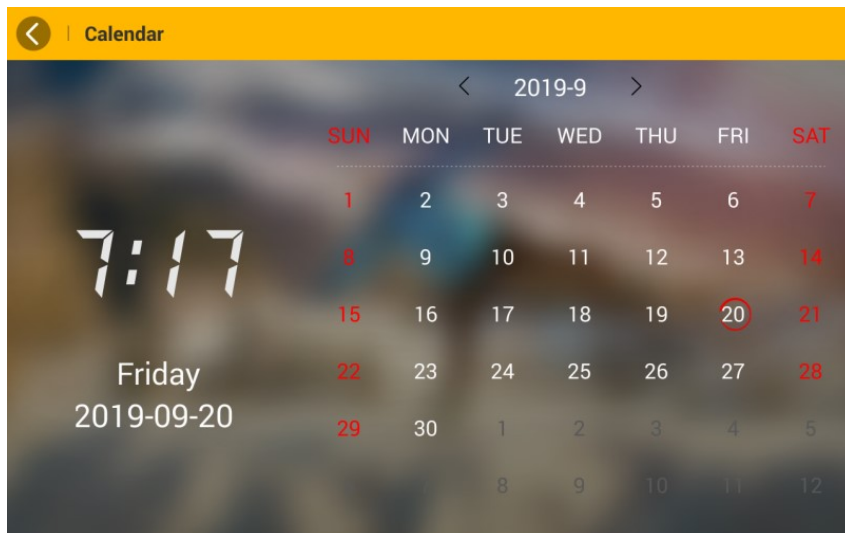 Calendar
2019-9
SUN MON TUE WED THU FRI SAT
1 2 3 4 5 6 7
8 9 10 11 12 13 14
7:17
15 16 17 18 19 20 21
Friday
22 23 24 25 26 27 28
2019-09-20
29 30 1 2 3 4 5
8 9 10 11 12